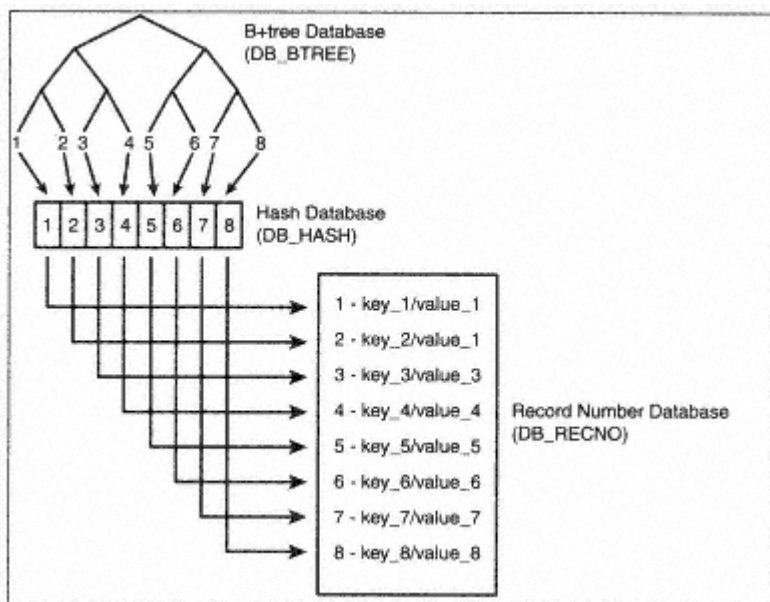 B+tree Database
(DB_BTREE)
1 2 3 4 5 6 7 8
1 2 3 4 5 6 7 8
Hash Database
(DB_HASH)
1 - key_1/value_1
2 - key_2/value_1
3 - key_3/value_3
4 - key_4/value_4
5 - key_5/value_5
6 - key_6/value_6
7 - key_7/value_7
8 - key_8/value_8
Record Number Database
(DB_RECNO)